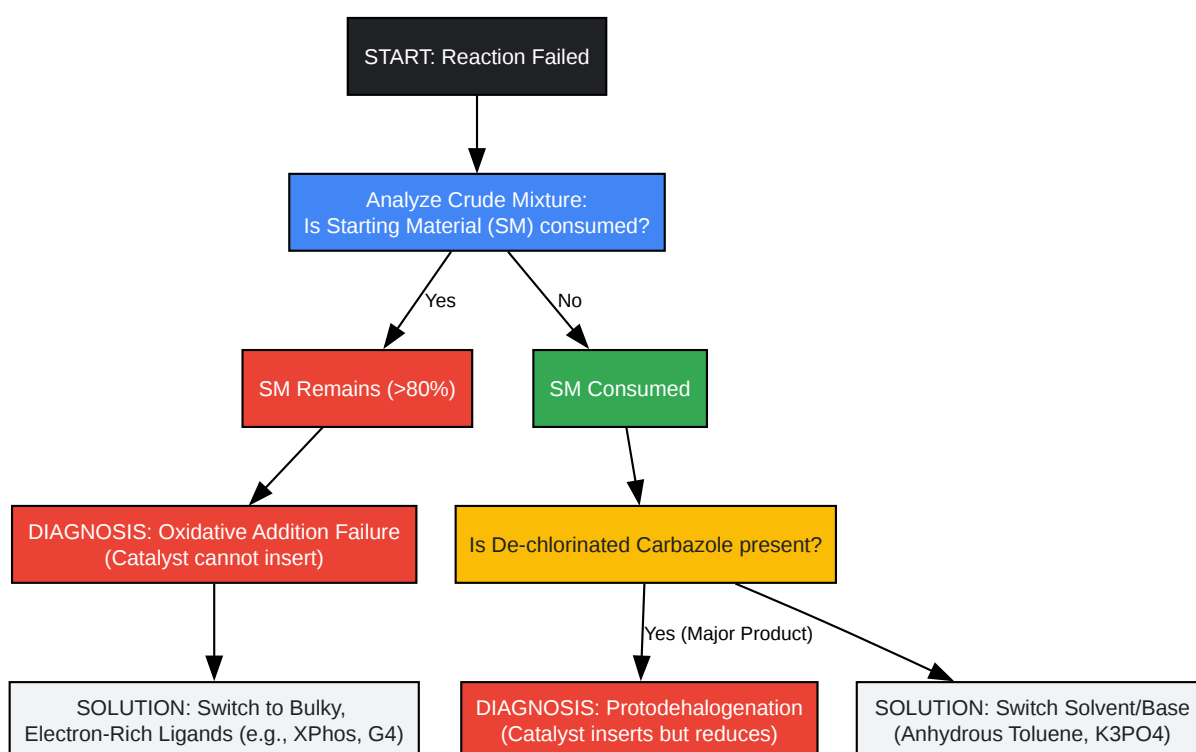 START: Reaction Failed
Analyze Crude Mixture:
Is Starting Material (SM) consumed?
Yes
No
SM Remains (>80%)
SM Consumed
DIAGNOSIS: Oxidative Addition Failure
(Catalyst cannot insert)
Is De-chlorinated Carbazole present?
Yes (Major Product)
SOLUTION: Switch to Bulky,
Electron-Rich Ligands (e.g., XPhos, G4)
DIAGNOSIS: Protodehalogenation
(Catalyst inserts but reduces)
SOLUTION: Switch Solvent/Base
(Anhydrous Toluene, K3PO4)